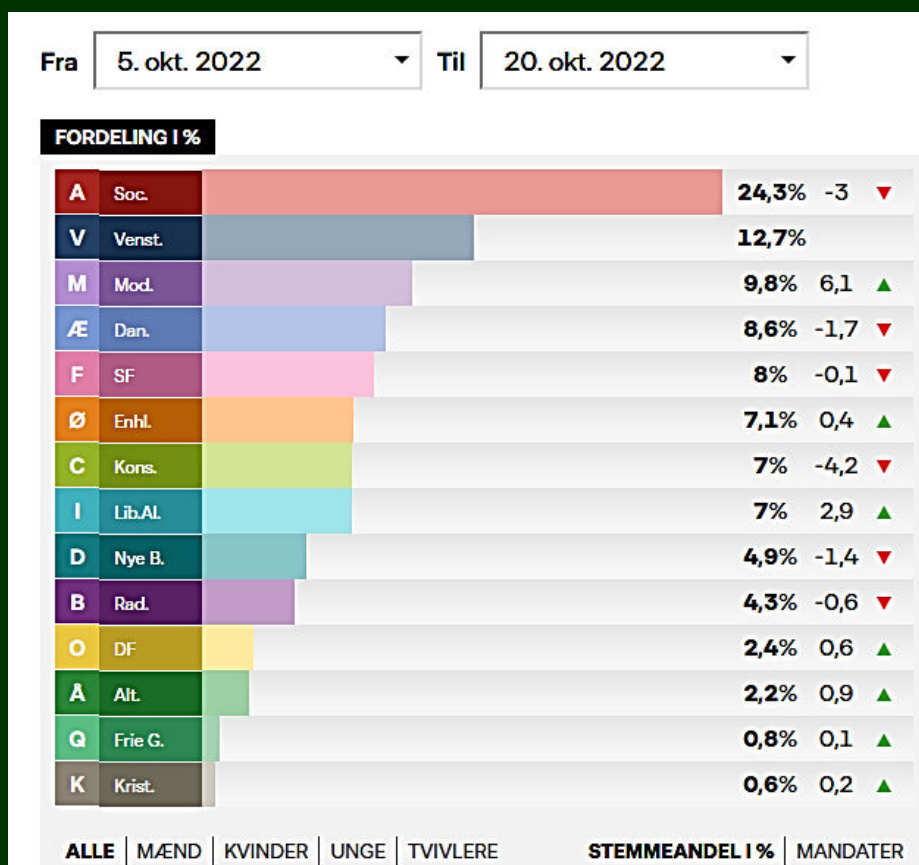 Fra 5. okt. 2022 Til 20. okt. 2022
FORDELING I %
A Soc. 24,3% -3 ▼
V Venst. 12,7%
M Mod. 9,8% 6,1 ▲
Æ Dan. 8,6% -1,7 ▼
F SF 8% -0,1 ▼
Ø Enhl. 7,1% 0,4 ▲
C Kons. 7% -4,2 ▼
I Lib.Al. 7% 2,9 ▲
D Nye B. 4,9% -1,4 ▼
B Rad. 4,3% -0,6 ▼
O DF 2,4% 0,6 ▲
Å Alt. 2,2% 0,9 ▲
Q Frie G. 0,8% 0,1 ▲
K Krist. 0,6% 0,2 ▲
ALLE | MÆND | KVINDER | UNGE | TVIVLERE STEMMEANDEL I % | MANDATER